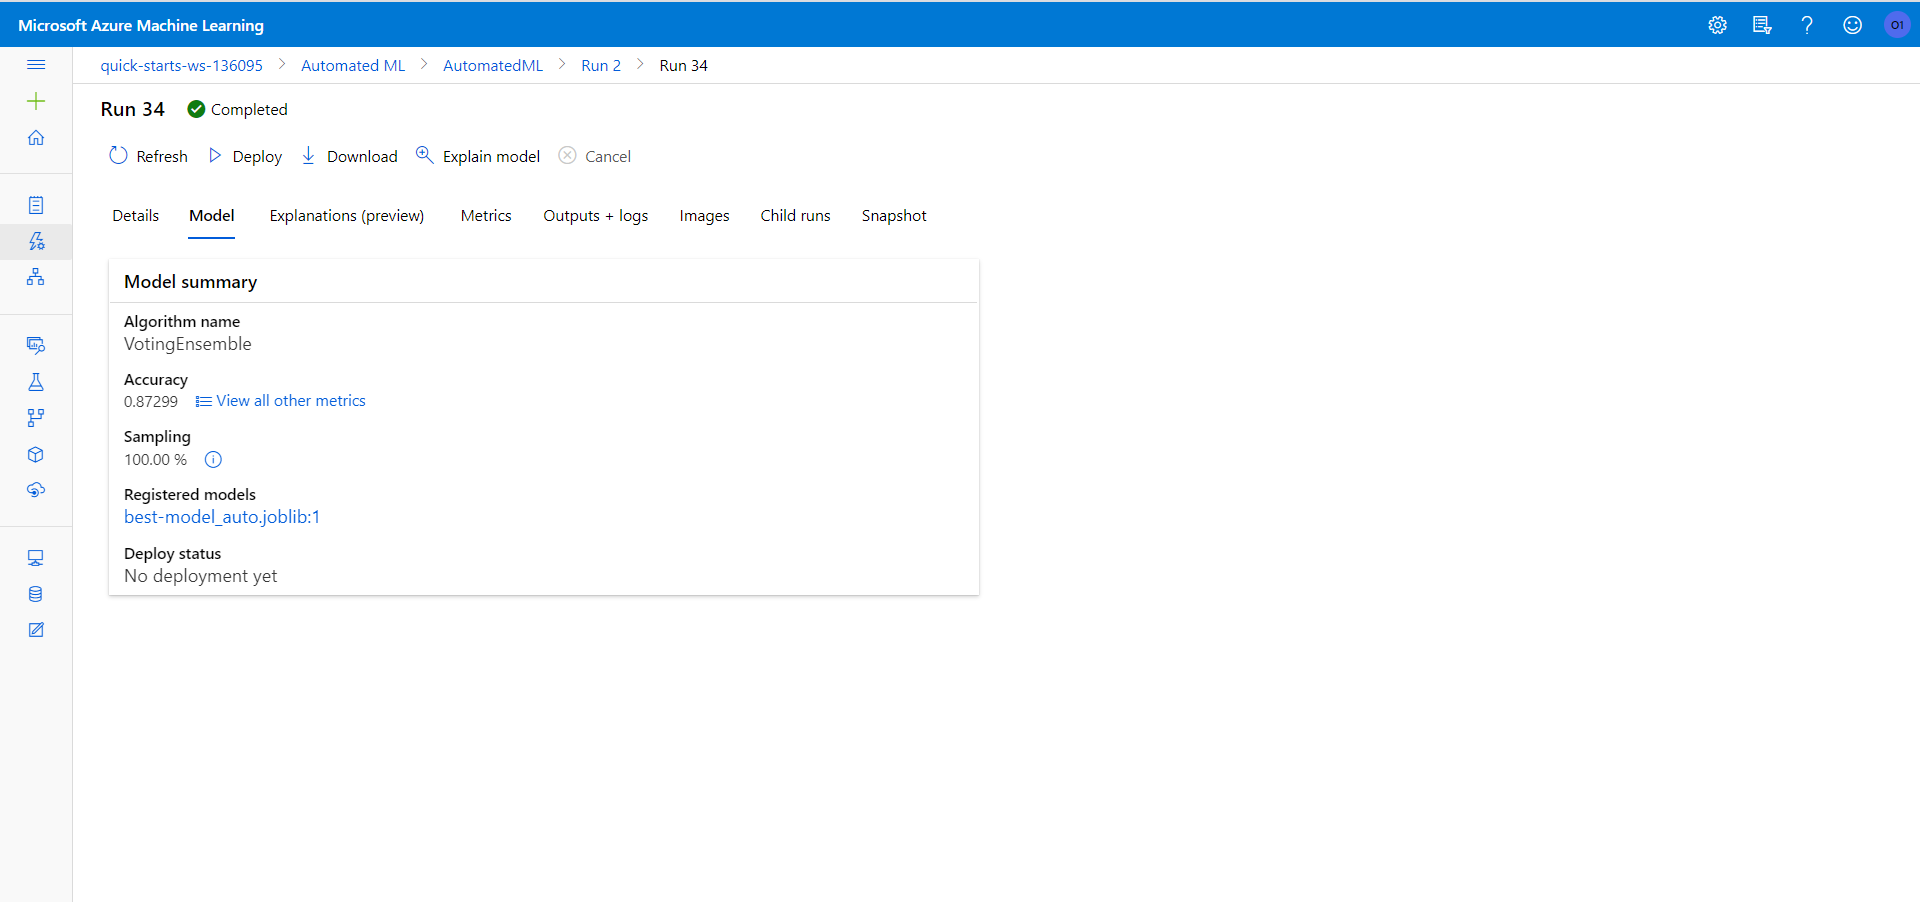 Microsoft Azure Machine Learning
O1
quick-starts-ws-136095 > Automated ML > AutomatedML > Run 2 > Run 34
Run 34 Completed
Refresh Deploy Download Explain model Cancel
Details Model Explanations (preview) Metrics Outputs + logs Images Child runs Snapshot
Model summary
Algorithm name
VotingEnsemble
Accuracy
0.87299 View all other metrics
Sampling
100.00 %
Registered models
best-model_auto.joblib:1
Deploy status
No deployment yet